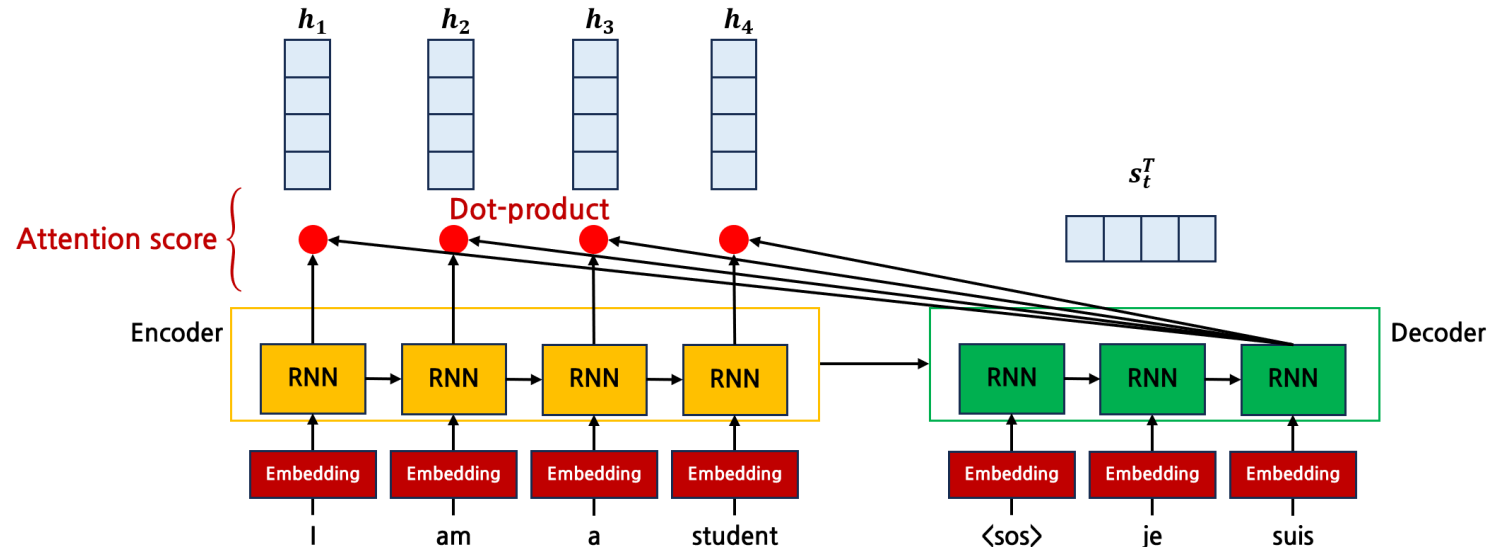 h₁ h₂ h₃ h₄
s_t^T
Dot-product
Attention score
Encoder
Decoder
RNN RNN RNN RNN RNN RNN RNN
Embedding Embedding Embedding Embedding Embedding Embedding Embedding
I am a student <sos> je suis